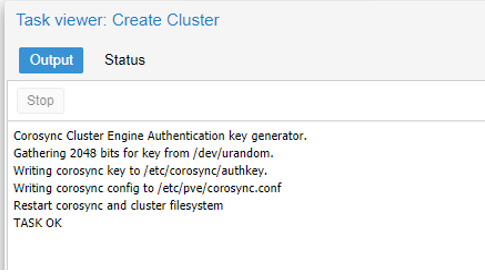 Task viewer: Create Cluster
Output Status
Stop
Corosync Cluster Engine Authentication key generator.
Gathering 2048 bits for key from /dev/urandom.
Writing corosync key to /etc/corosync/authkey.
Writing corosync config to /etc/pve/corosync.conf
Restart corosync and cluster filesystem
TASK OK